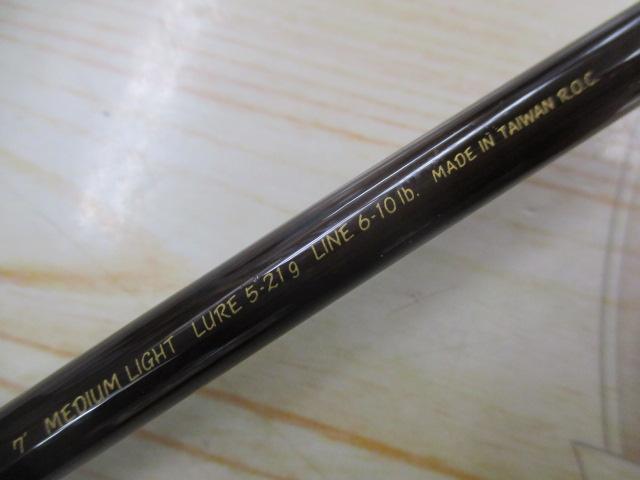 7' MEDIUM LIGHT LURE 5-21g LINE 6-10lb. MADE IN TAIWAN R.O.C